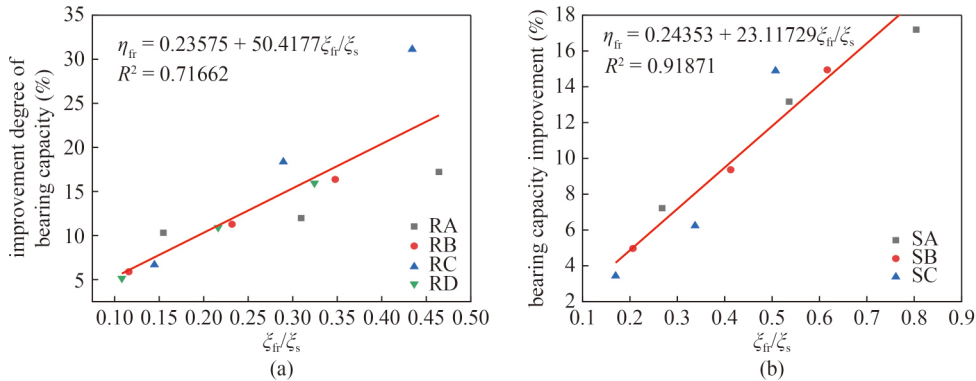 (a)
η_fr = 0.23575 + 50.4177ξ_fr/ξ_s
R² = 0.71662
improvement degree of
bearing capacity (%)
35
30
25
20
15
10
5
RA
RB
RC
RD
0.10 0.15 0.20 0.25 0.30 0.35 0.40 0.45 0.50
ξ_fr/ξ_s
(a)
(b)
η_fr = 0.24353 + 23.11729ξ_fr/ξ_s
R² = 0.91871
bearing capacity improvement (%)
18
16
14
12
10
8
6
4
2
SA
SB
SC
0.1 0.2 0.3 0.4 0.5 0.6 0.7 0.8 0.9
ξ_fr/ξ_s
(b)